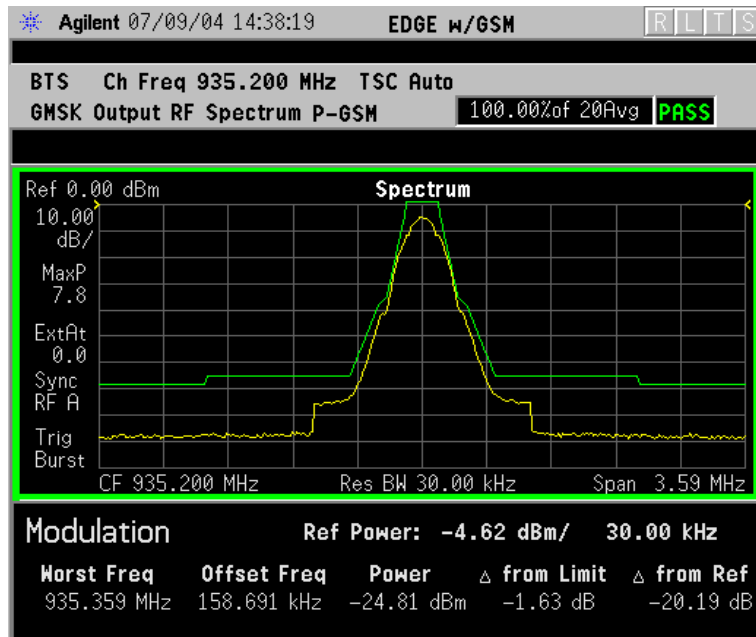 Agilent 07/09/04 14:38:19 EDGE w/GSM R L T S
BTS Ch Freq 935.200 MHz TSC Auto
GMSK Output RF Spectrum P-GSM 100.00%of 20Avg PASS
Ref 0.00 dBm Spectrum
10.00
dB/
MaxP
7.8
ExtAt
0.0
Sync
RF A
Trig
Burst
CF 935.200 MHz Res BW 30.00 kHz Span 3.59 MHz
Modulation Ref Power: -4.62 dBm/ 30.00 kHz
Worst Freq Offset Freq Power △ from Limit △ from Ref
935.359 MHz 158.691 kHz -24.81 dBm -1.63 dB -20.19 dB